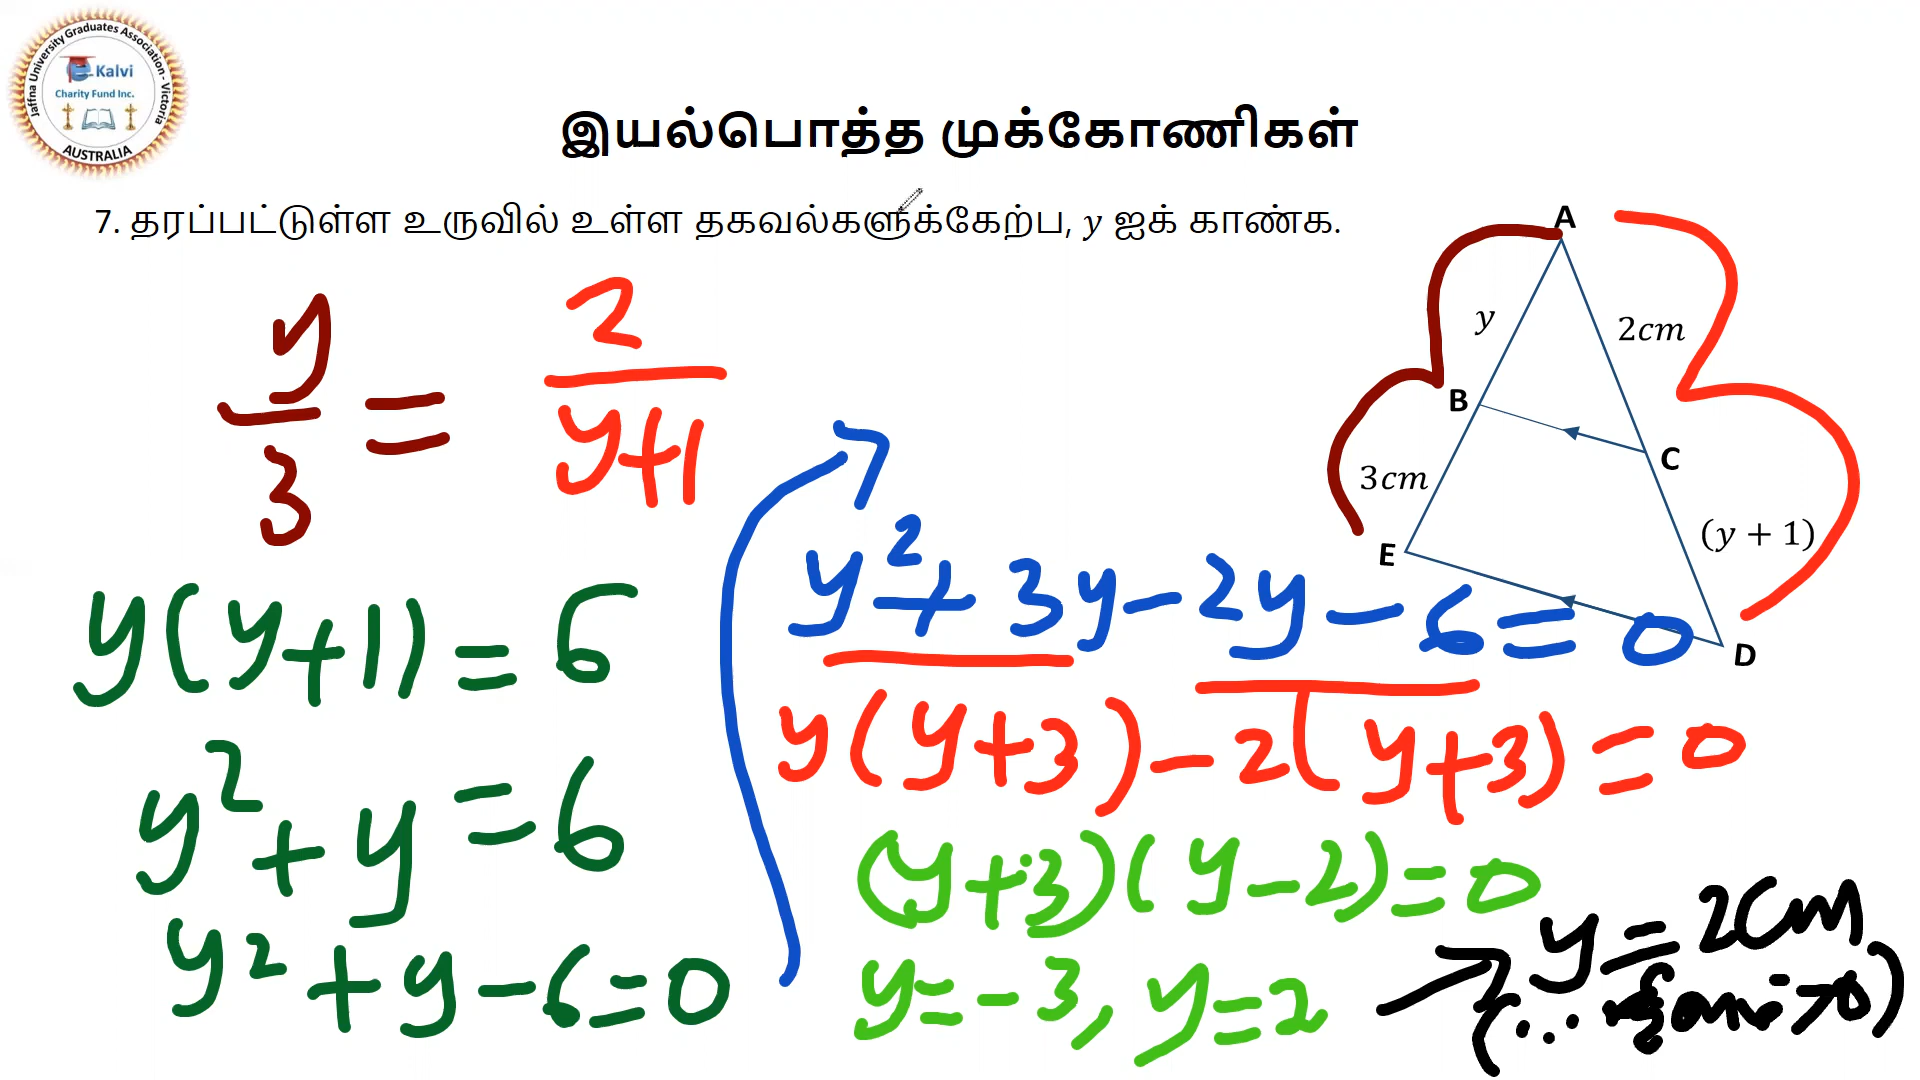 Jaffna University Graduates Association - Victoria
eKalvi
Charity Fund Inc.
AUSTRALIA
இயல்பொத்த முக்கோணிகள்
7. தரப்பட்டுள்ள உருவில் உள்ள தகவல்களுக்கேற்ப, y ஐக் காண்க.
A
y
2cm
B
C
3cm
(y + 1)
E
D
y/3 = 2/y+1
y(y+1) = 6
y² + y = 6
y² + y - 6 = 0
y² + 3y - 2y - 6 = 0
y(y+3) - 2(y+3) = 0
(y+3)(y-2) = 0
y = -3, y = 2
y = 2cm
(∵ > 0)